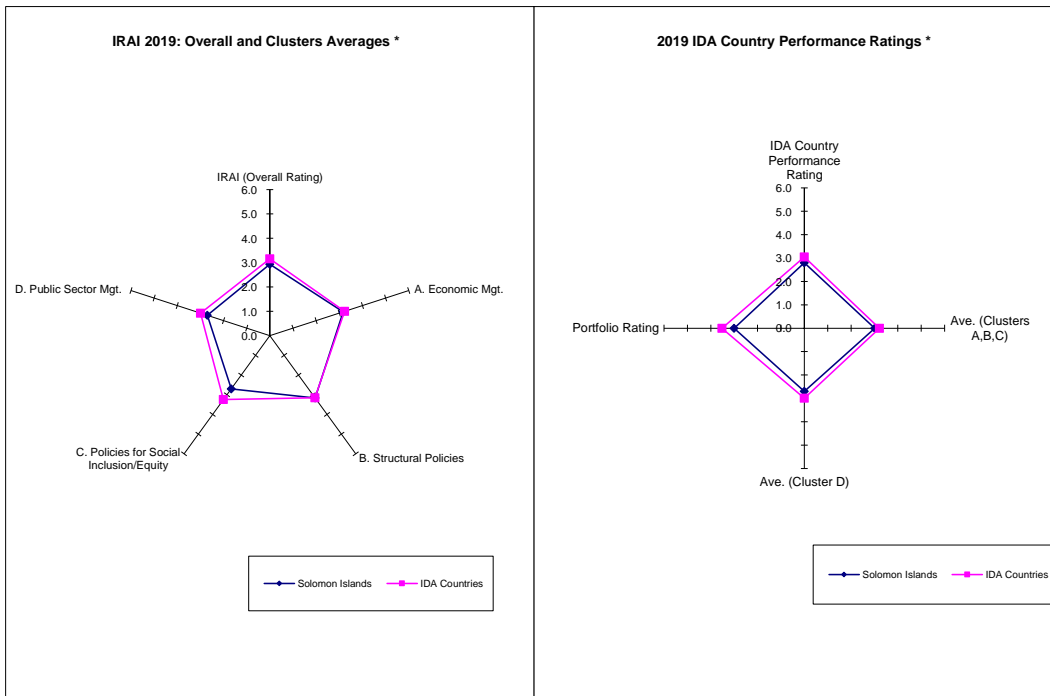 IRAI 2019: Overall and Clusters Averages *
IRAI (Overall Rating)
6.0
5.0
4.0
3.0
2.0
1.0
0.0
A. Economic Mgt.
B. Structural Policies
C. Policies for Social
Inclusion/Equity
D. Public Sector Mgt.
Solomon Islands
IDA Countries
2019 IDA Country Performance Ratings *
IDA Country
Performance
Rating
6.0
5.0
4.0
3.0
2.0
1.0
0.0
Ave. (Clusters
A,B,C)
Ave. (Cluster D)
Portfolio Rating
Solomon Islands
IDA Countries